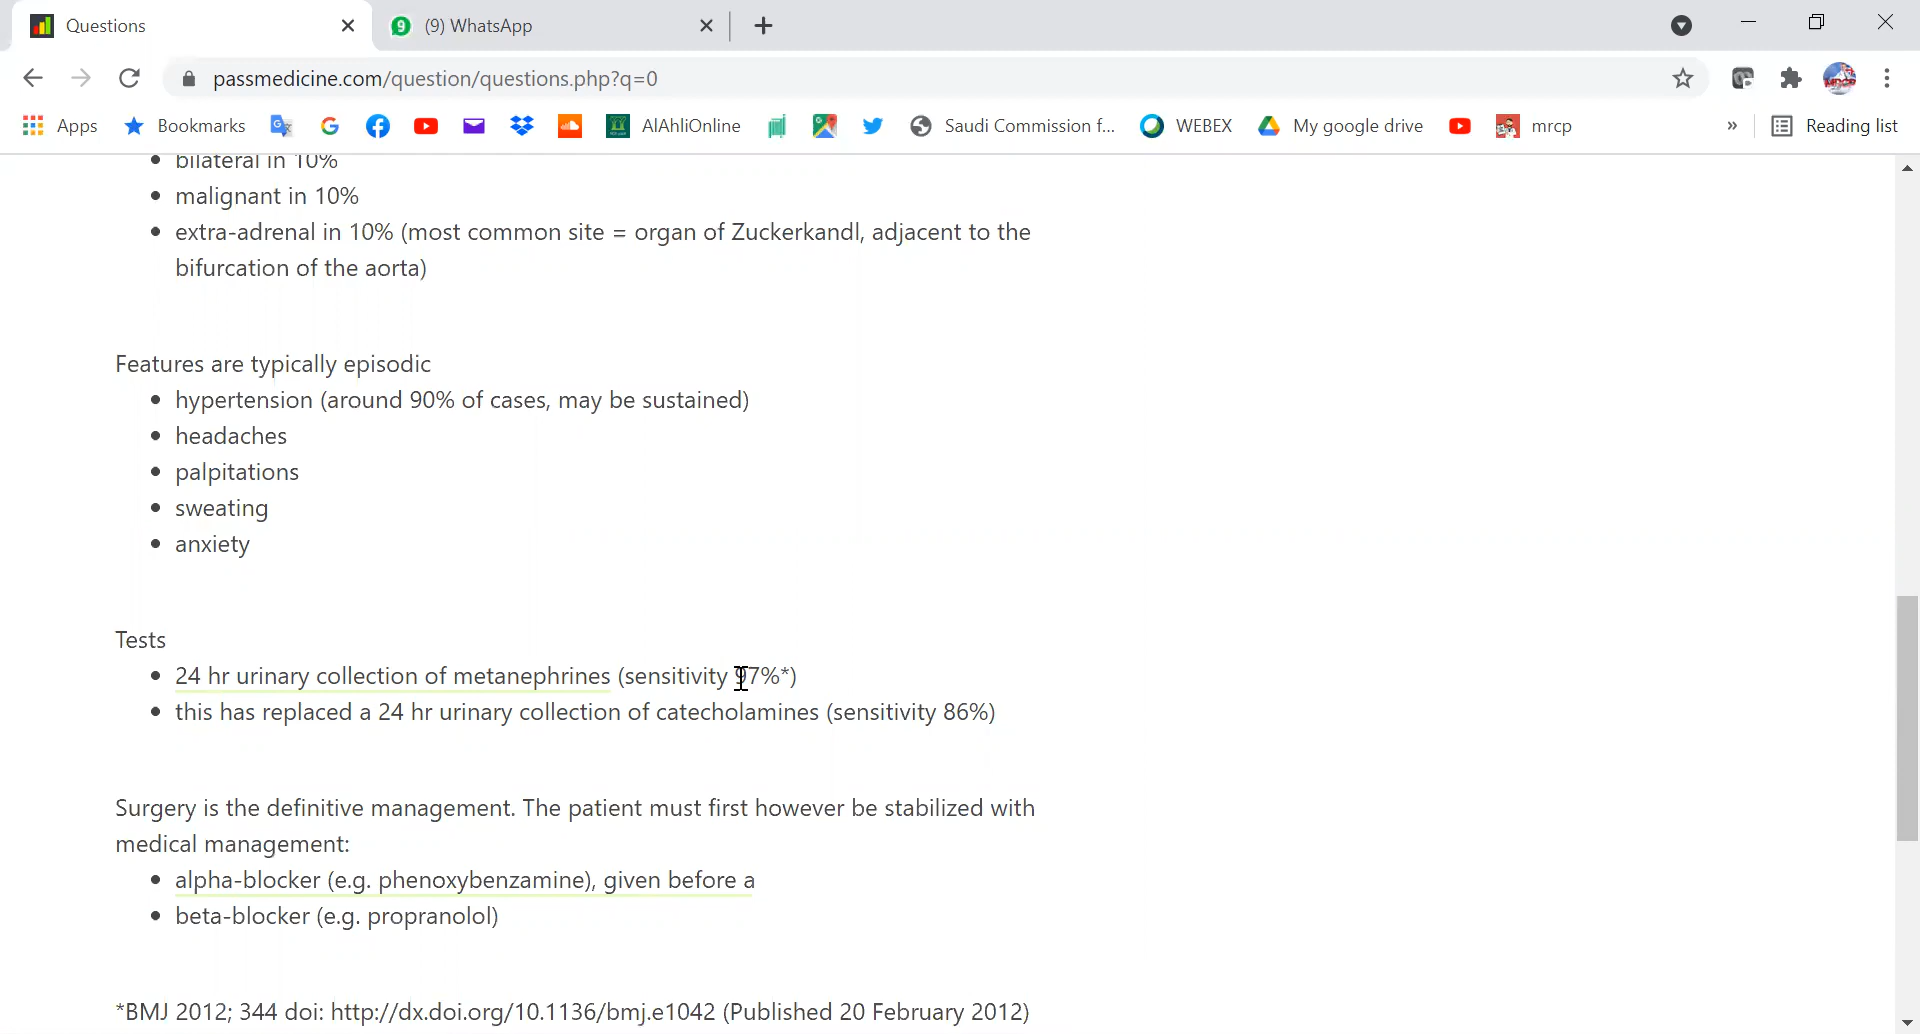 Questions
(9) WhatsApp
passmedicine.com/question/questions.php?q=0
Apps Bookmarks AlAhliOnline Saudi Commission f... WEBEX My google drive mrcp » Reading list
bilateral in 10%
malignant in 10%
extra-adrenal in 10% (most common site = organ of Zuckerkandl, adjacent to the
bifurcation of the aorta)
Features are typically episodic
hypertension (around 90% of cases, may be sustained)
headaches
palpitations
sweating
anxiety
Tests
24 hr urinary collection of metanephrines (sensitivity 97%*)
this has replaced a 24 hr urinary collection of catecholamines (sensitivity 86%)
Surgery is the definitive management. The patient must first however be stabilized with
medical management:
alpha-blocker (e.g. phenoxybenzamine), given before a
beta-blocker (e.g. propranolol)
*BMJ 2012; 344 doi: http://dx.doi.org/10.1136/bmj.e1042 (Published 20 February 2012)